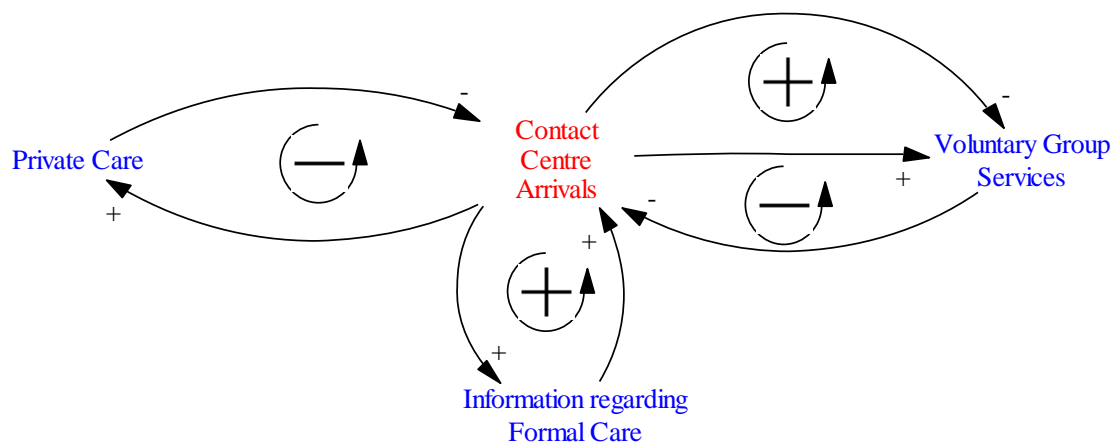 -
-
+
Contact
Centre
Arrivals
Private Care
—
Voluntary Group
Services
+
+
-
—
+
+
+
Information regarding
Formal Care